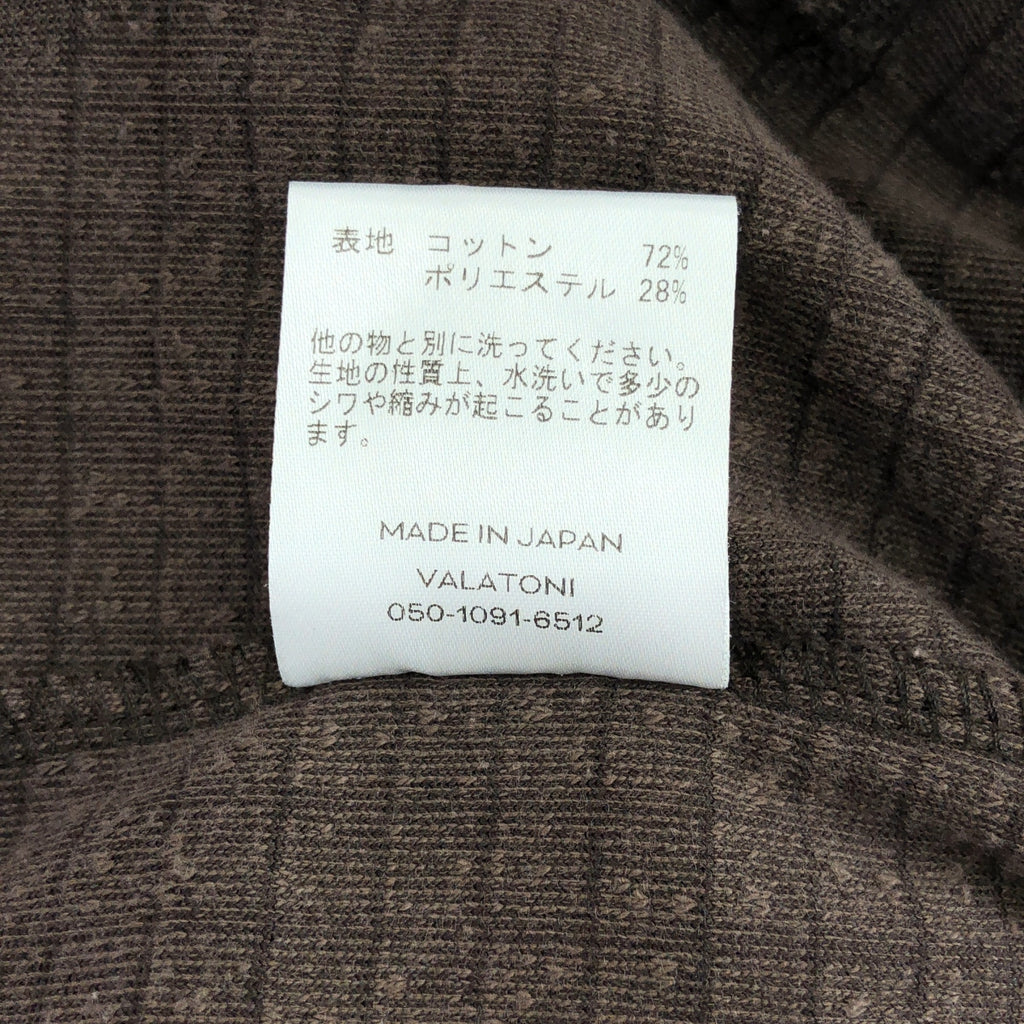 表地 コットン 72%
ポリエステル 28%
他の物と別に洗ってください。
生地の性質上、水洗いで多少の
シワや縮みが起こることがあり
ます。
MADE IN JAPAN
VALATONI
050-1091-6512